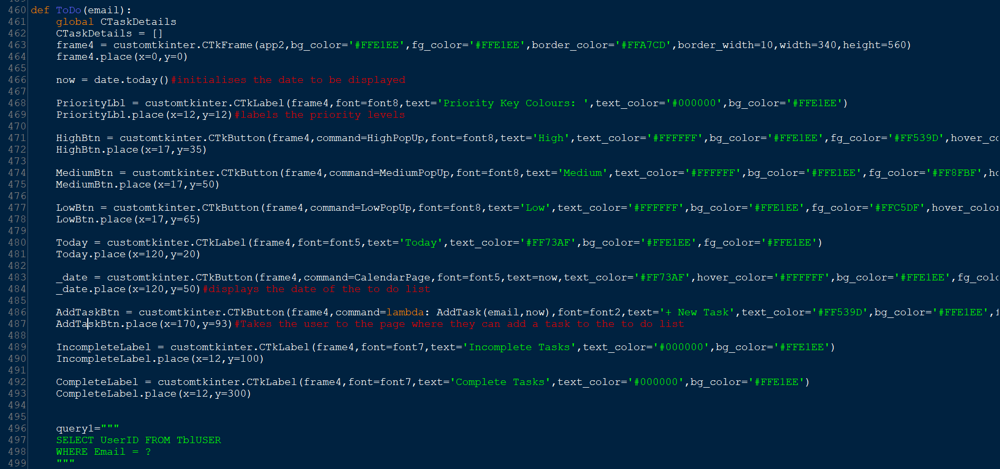 460 def ToDo(email):
461     global CTaskDetails
462     CTaskDetails = []
463     frame4 = customtkinter.CTkFrame(app2,bg_color='#FFE1EE',fg_color='#FFE1EE',border_color='#FFA7CD',border_width=10,width=340,height=560)
464     frame4.place(x=0,y=0)
465
466     now = date.today()#initialises the date to be displayed
467
468     PriorityLbl = customtkinter.CTkLabel(frame4,font=font8,text='Priority Key Colours: ',text_color='#000000',bg_color='#FFE1EE')
469     PriorityLbl.place(x=12,y=12)#labels the priority levels
470
471     HighBtn = customtkinter.CTkButton(frame4,command=HighPopUp,font=font8,text='High',text_color='#FFFFFF',bg_color='#FFE1EE',fg_color='#FF539D',hover_co
472     HighBtn.place(x=17,y=35)
473
474     MediumBtn = customtkinter.CTkButton(frame4,command=MediumPopUp,font=font8,text='Medium',text_color='#FFFFFF',bg_color='#FFE1EE',fg_color='#FF8FBF',ho
475     MediumBtn.place(x=17,y=50)
476
477     LowBtn = customtkinter.CTkButton(frame4,command=LowPopUp,font=font8,text='Low',text_color='#FFFFFF',bg_color='#FFE1EE',fg_color='#FFC5DF',hover_color
478     LowBtn.place(x=17,y=65)
479
480     Today = customtkinter.CTkLabel(frame4,font=font5,text='Today',text_color='#FF73AF',bg_color='#FFE1EE',fg_color='#FFE1EE')
481     Today.place(x=120,y=20)
482
483     _date = customtkinter.CTkButton(frame4,command=CalendarPage,font=font5,text=now,text_color='#FF73AF',hover_color='#FFFFFF',bg_color='#FFE1EE',fg_colo
484     _date.place(x=120,y=50)#displays the date of the to do list
485
486     AddTaskBtn = customtkinter.CTkButton(frame4,command=lambda: AddTask(email,now),font=font2,text='+ New Task',text_color='#FF539D',bg_color='#FFE1EE',f
487     AddTaskBtn.place(x=170,y=93)#Takes the user to the page where they can add a task to the to do list
488
489     IncompleteLabel = customtkinter.CTkLabel(frame4,font=font7,text='Incomplete Tasks',text_color='#000000',bg_color='#FFE1EE')
490     IncompleteLabel.place(x=12,y=100)
491
492     CompleteLabel = customtkinter.CTkLabel(frame4,font=font7,text='Complete Tasks',text_color='#000000',bg_color='#FFE1EE')
493     CompleteLabel.place(x=12,y=300)
494
495
496     query1="""
497     SELECT UserID FROM TblUSER
498     WHERE Email = ?
499     """